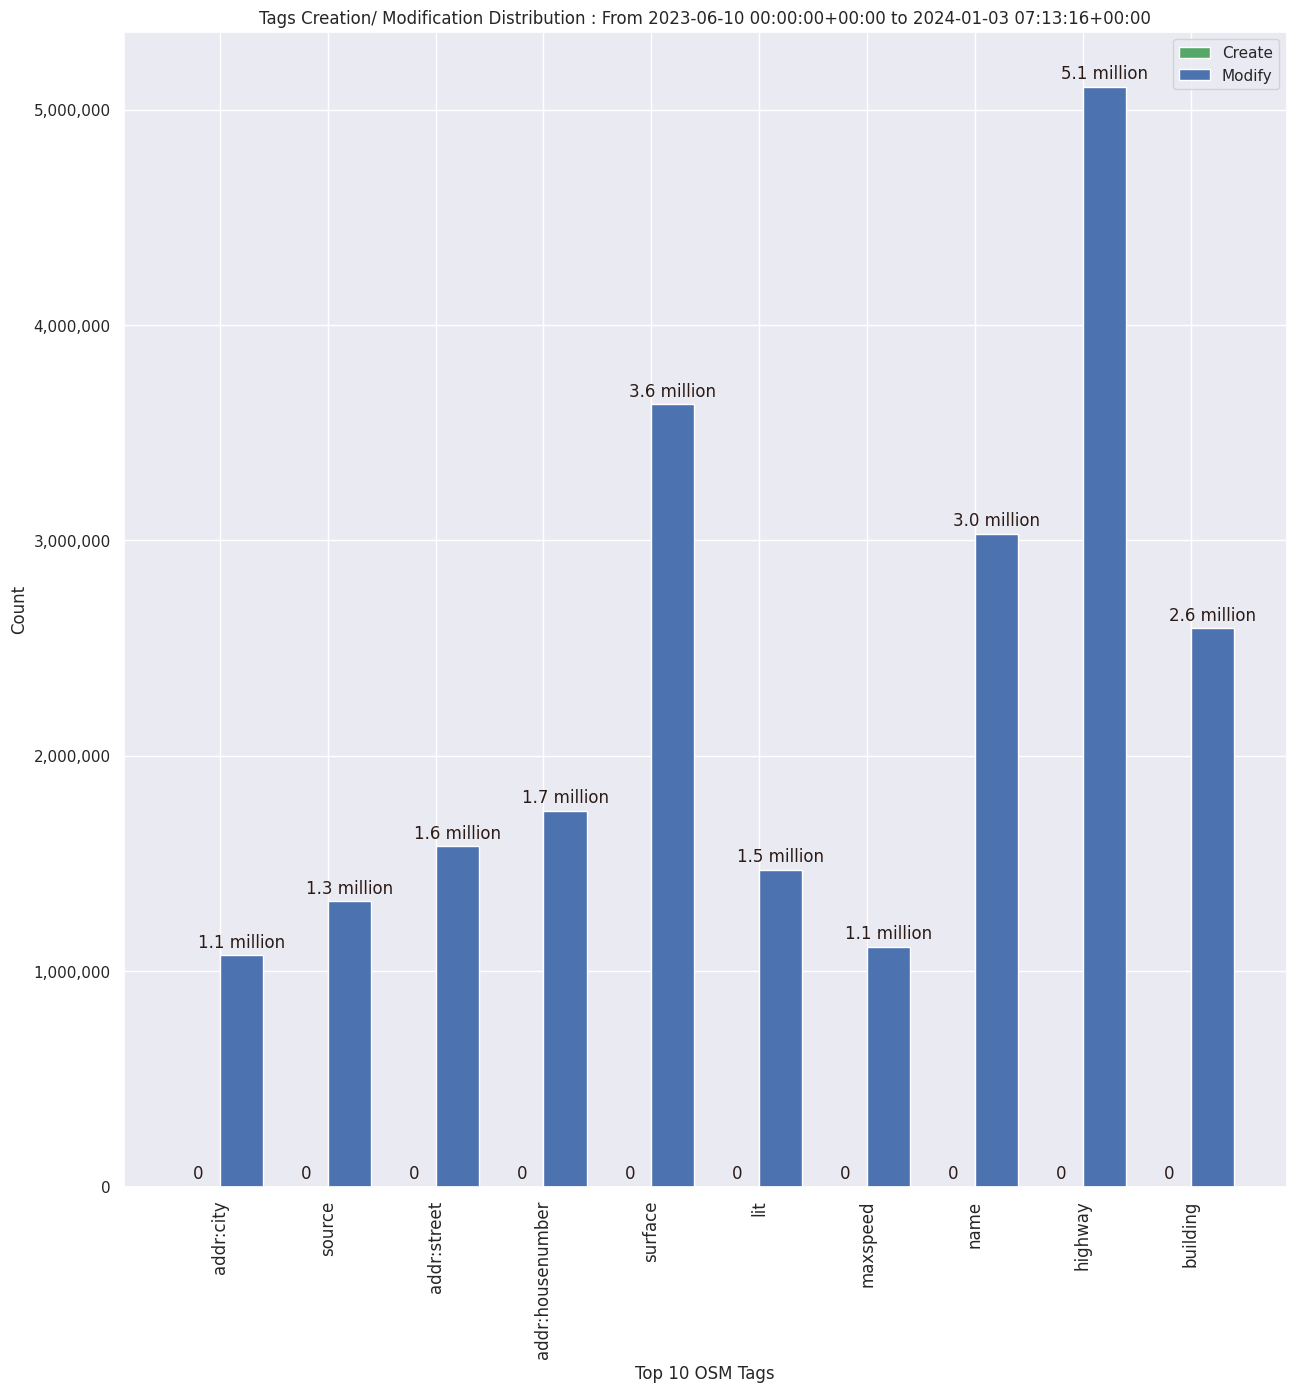 Tags Creation/ Modification Distribution : From 2023-06-10 00:00:00+00:00 to 2024-01-03 07:13:16+00:00
Create
Modify
5,000,000
4,000,000
3,000,000
2,000,000
1,000,000
0
Count
1.1 million
1.3 million
1.6 million
1.7 million
3.6 million
1.5 million
1.1 million
3.0 million
5.1 million
2.6 million
0
0
0
0
0
0
0
0
0
0
addr:city
source
addr:street
addr:housenumber
surface
lit
maxspeed
name
highway
building
Top 10 OSM Tags